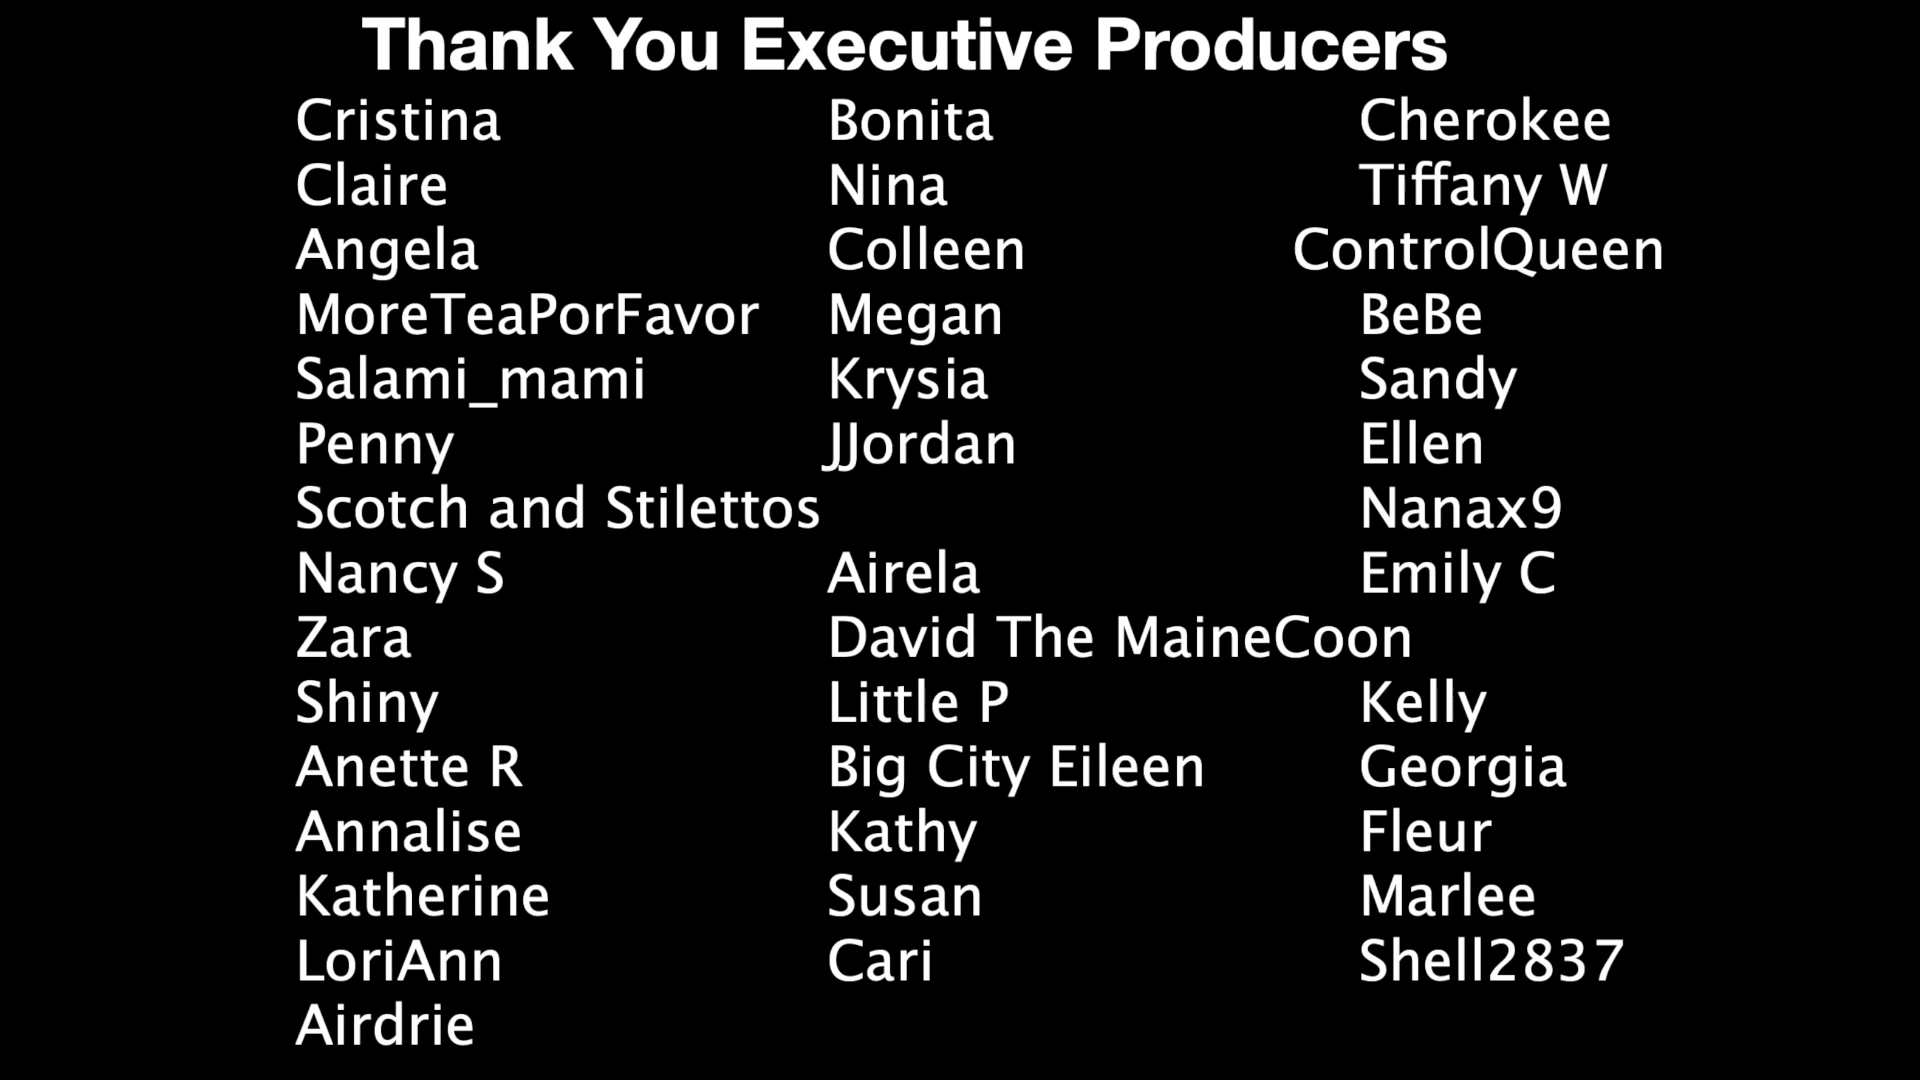 Thank You Executive Producers
Cristina Bonita Cherokee
Claire Nina Tiffany W
Angela Colleen ControlQueen
MoreTeaPorFavor Megan BeBe
Salami_mami Krysia Sandy
Penny JJordan Ellen
Scotch and Stilettos Nanax9
Nancy S Airela Emily C
Zara David The MaineCoon
Shiny Little P Kelly
Anette R Big City Eileen Georgia
Annalise Kathy Fleur
Katherine Susan Marlee
LoriAnn Cari Shell2837
Airdrie